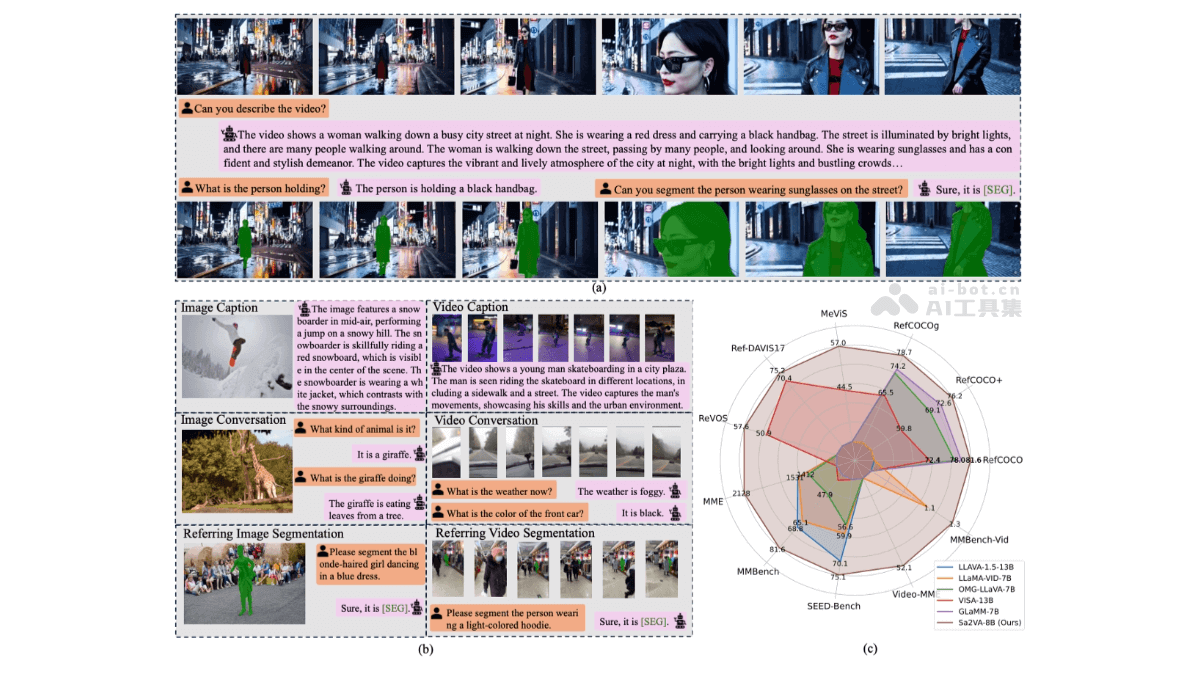 Can you describe the video?
The video shows a woman walking down a busy city street at night. She is wearing a red dress and carrying a black handbag. The street is illuminated by bright lights,
and there are many people walking around. The woman is walking down the street, passing by many people, and looking around. She is wearing sunglasses and has a con
fident and stylish demeanor. The video captures the vibrant and lively atmosphere of the city at night, with the bright lights and bustling crowds…
What is the person holding?
The person is holding a black handbag.
Can you segment the person wearing sunglasses on the street?
Sure, it is [SEG].
(a)
ai-bot.cn
AI工具集
Image Caption
The image features a snow
boarder in mid-air, performing
a jump on a snowy hill. The sn
owboarder is skillfully riding a
red snowboard, which is visibl
e in the center of the scene. Th
e snowboarder is wearing a wh
ite jacket, which contrasts with
the snowy surroundings.
Video Caption
The video shows a young man skateboarding in a city plaza.
The man is seen riding the skateboard in different locations, in
cluding a sidewalk and a street. The video captures the man's
movements, showcasing his skills and the urban environment.
Image Conversation
What kind of animal is it?
It is a giraffe.
What is the giraffe doing?
The giraffe is eating
leaves from a tree.
Video Conversation
What is the weather now?
The weather is foggy.
What is the color of the front car?
It is black.
Referring Image Segmentation
Please segment the bl
onde-haired girl dancing
in a blue dress.
Sure, it is [SEG].
Referring Video Segmentation
Please segment the person weari
ng a light-colored hoodie.
Sure, it is [SEG].
(b)
MeViS
57.0
44.5
RefCOCOg
78.7
74.2
65.5
RefCOCO+
76.2
72.6
69.1
59.8
RefCOCO
81.6
78.0
72.4
MMBench-Vid
1.3
1.1
Video-MM
52.1
SEED-Bench
75.1
70.1
59.9
56.6
MMBench
81.6
68.8
65.1
47.9
MME
2128
1531
1412
ReVOS
57.6
50.9
Ref-DAVIS17
75.2
70.4
LLAVA-1.5-13B
LLaMA-VID-7B
OMG-LLaVA-7B
VISA-13B
GLaMM-7B
Sa2VA-8B (Ours)
(c)